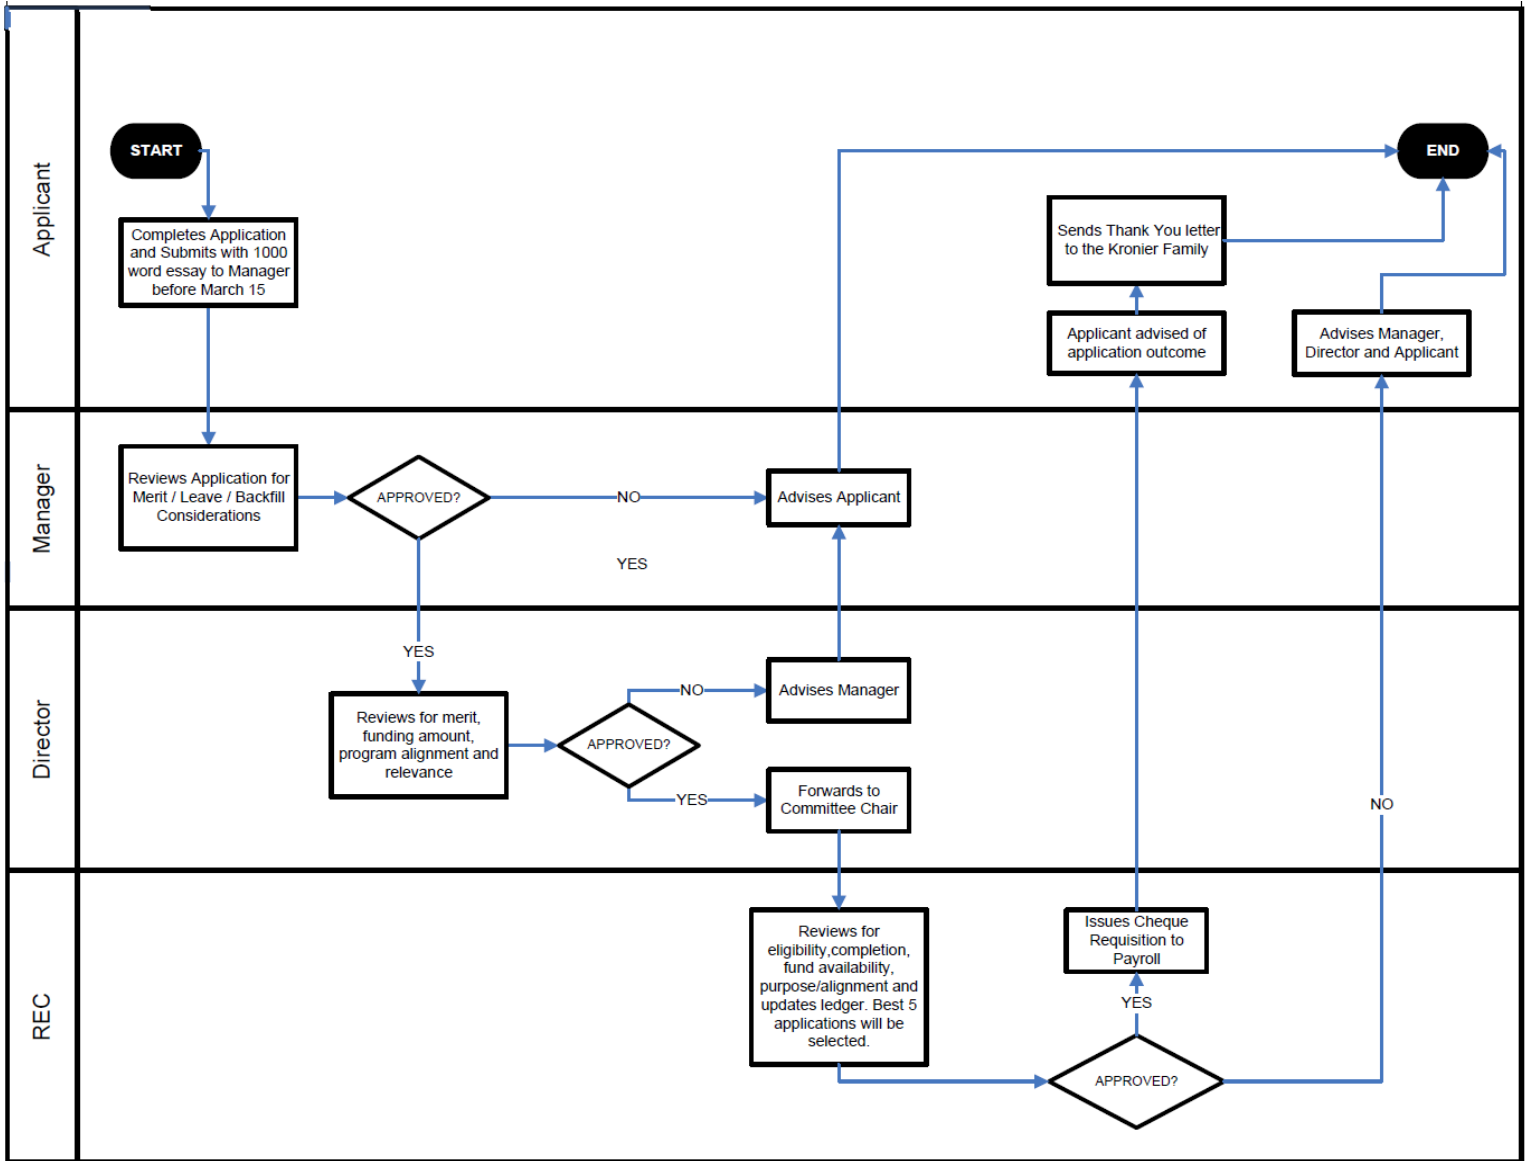 Applicant
START
END
Completes Application
and Submits with 1000
word essay to Manager
before March 15
Sends Thank You letter
to the Kronier Family
Applicant advised of
application outcome
Advises Manager,
Director and Applicant
Manager
Reviews Application for
Merit / Leave / Backfill
Considerations
APPROVED?
NO
Advises Applicant
YES
Director
YES
Reviews for merit,
funding amount,
program alignment and
relevance
APPROVED?
NO
Advises Manager
YES
Forwards to
Committee Chair
NO
REC
Reviews for
eligibility,completion,
fund availability,
purpose/alignment and
updates ledger. Best 5
applications will be
selected.
Issues Cheque
Requisition to
Payroll
YES
APPROVED?